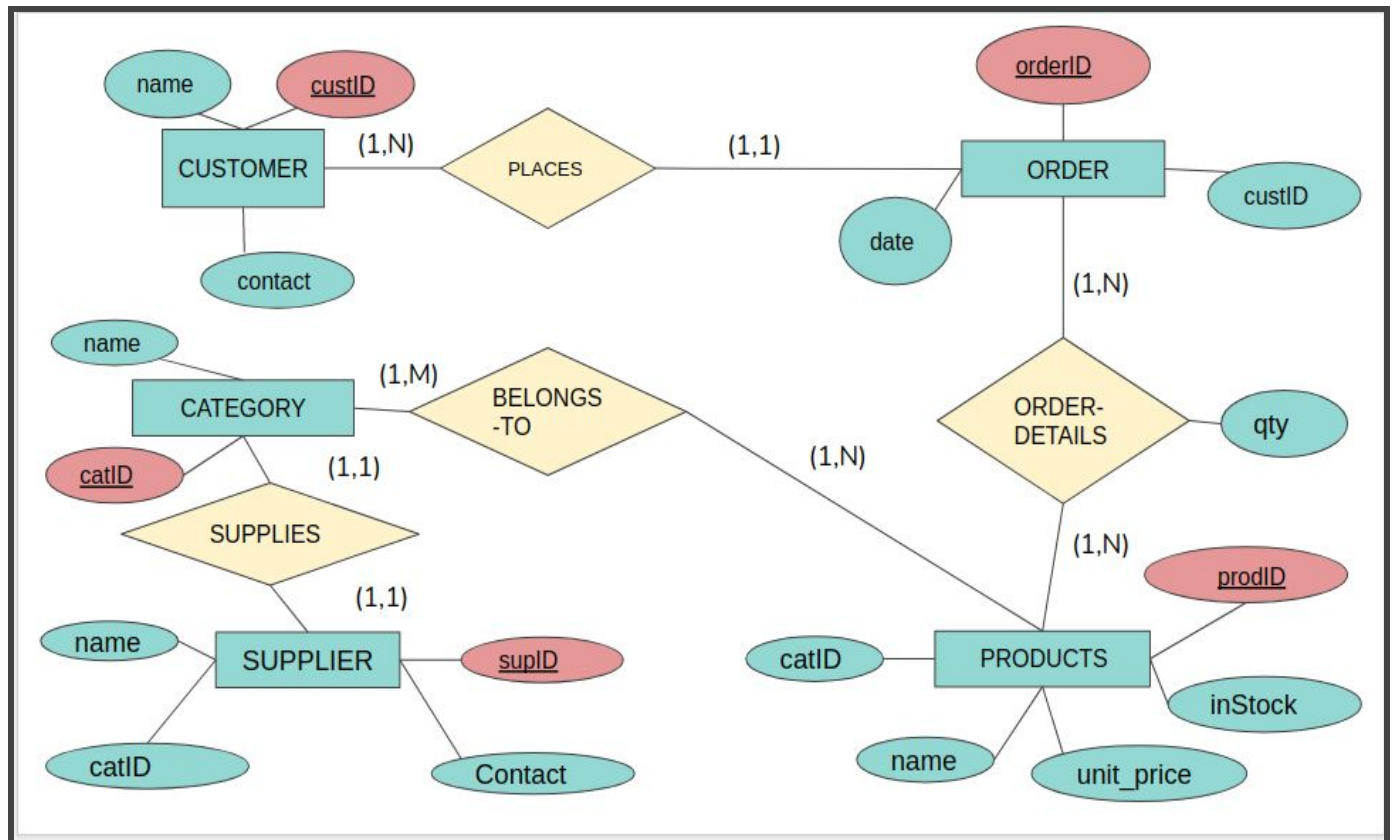 name
custID
CUSTOMER
(1,N)
PLACES
(1,1)
orderID
ORDER
custID
date
contact
(1,N)
name
CATEGORY
(1,M)
BELONGS
-TO
(1,N)
ORDER-
DETAILS
qty
catID
(1,1)
SUPPLIES
(1,N)
(1,1)
prodID
name
SUPPLIER
supID
catID
PRODUCTS
inStock
catID
Contact
name
unit_price